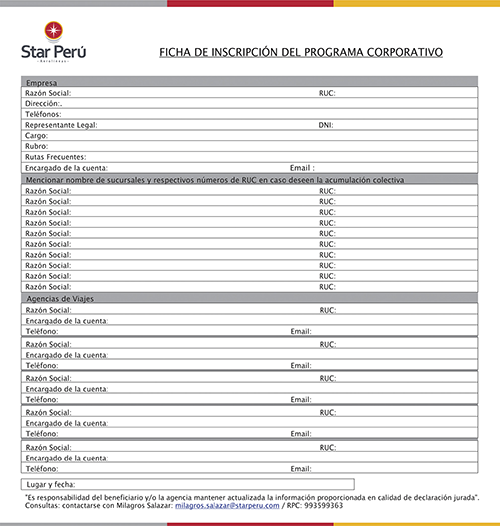 Star Perú
FICHA DE INSCRIPCIÓN DEL PROGRAMA CORPORATIVO
Empresa
Razón Social: RUC:
Dirección:.
Teléfonos:
Representante Legal: DNI:
Cargo:
Rubro:
Rutas Frecuentes:
Encargado de la cuenta: Email :
Mencionar nombre de sucursales y respectivos números de RUC en caso deseen la acumulación colectiva
Razón Social: RUC:
Razón Social: RUC:
Razón Social: RUC:
Razón Social: RUC:
Razón Social: RUC:
Razón Social: RUC:
Razón Social: RUC:
Razón Social: RUC:
Razón Social: RUC:
Razón Social: RUC:
Agencias de Viajes
Razón Social: RUC:
Encargado de la cuenta:
Teléfono: Email:
Razón Social: RUC:
Encargado de la cuenta:
Teléfono: Email:
Razón Social: RUC:
Encargado de la cuenta:
Teléfono: Email:
Razón Social: RUC:
Encargado de la cuenta:
Teléfono: Email:
Razón Social: RUC:
Encargado de la cuenta:
Teléfono: Email:
Lugar y fecha:
"Es responsabilidad del beneficiario y/o la agencia mantener actualizada la información proporcionada en calidad de declaración jurada".
Consultas: contactarse con Milagros Salazar: milagros.salazar@starperu.com / RPC: 993599363